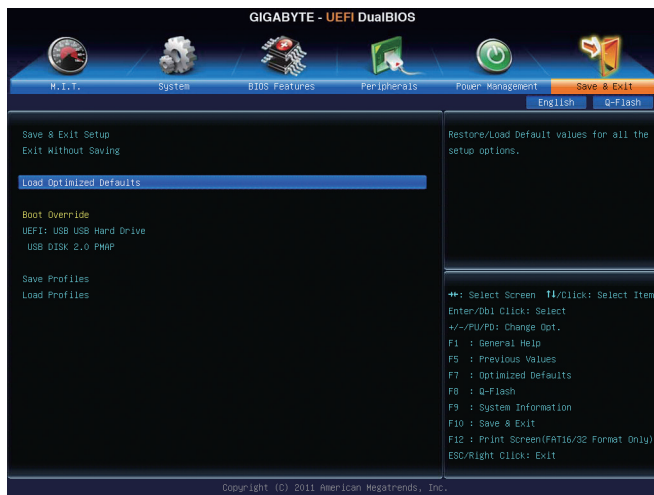 GIGABYTE - UEFI DualBIOS
M.I.T.
System
BIOS Features
Peripherals
Power Management
Save & Exit
English
Q-Flash
Save & Exit Setup
Exit Without Saving
Load Optimized Defaults
Boot Override
UEFI: USB USB Hard Drive
USB DISK 2.0 PMAP
Save Profiles
Load Profiles
Restore/Load Default values for all the
setup options.
→←: Select Screen ↑↓/Click: Select Item
Enter/Dbl Click: Select
+/-/PU/PD: Change Opt.
F1 : General Help
F5 : Previous Values
F7 : Optimized Defaults
F8 : Q-Flash
F9 : System Information
F10 : Save & Exit
F12 : Print Screen(FAT16/32 Format Only)
ESC/Right Click: Exit
Copyright (C) 2011 American Megatrends, Inc.